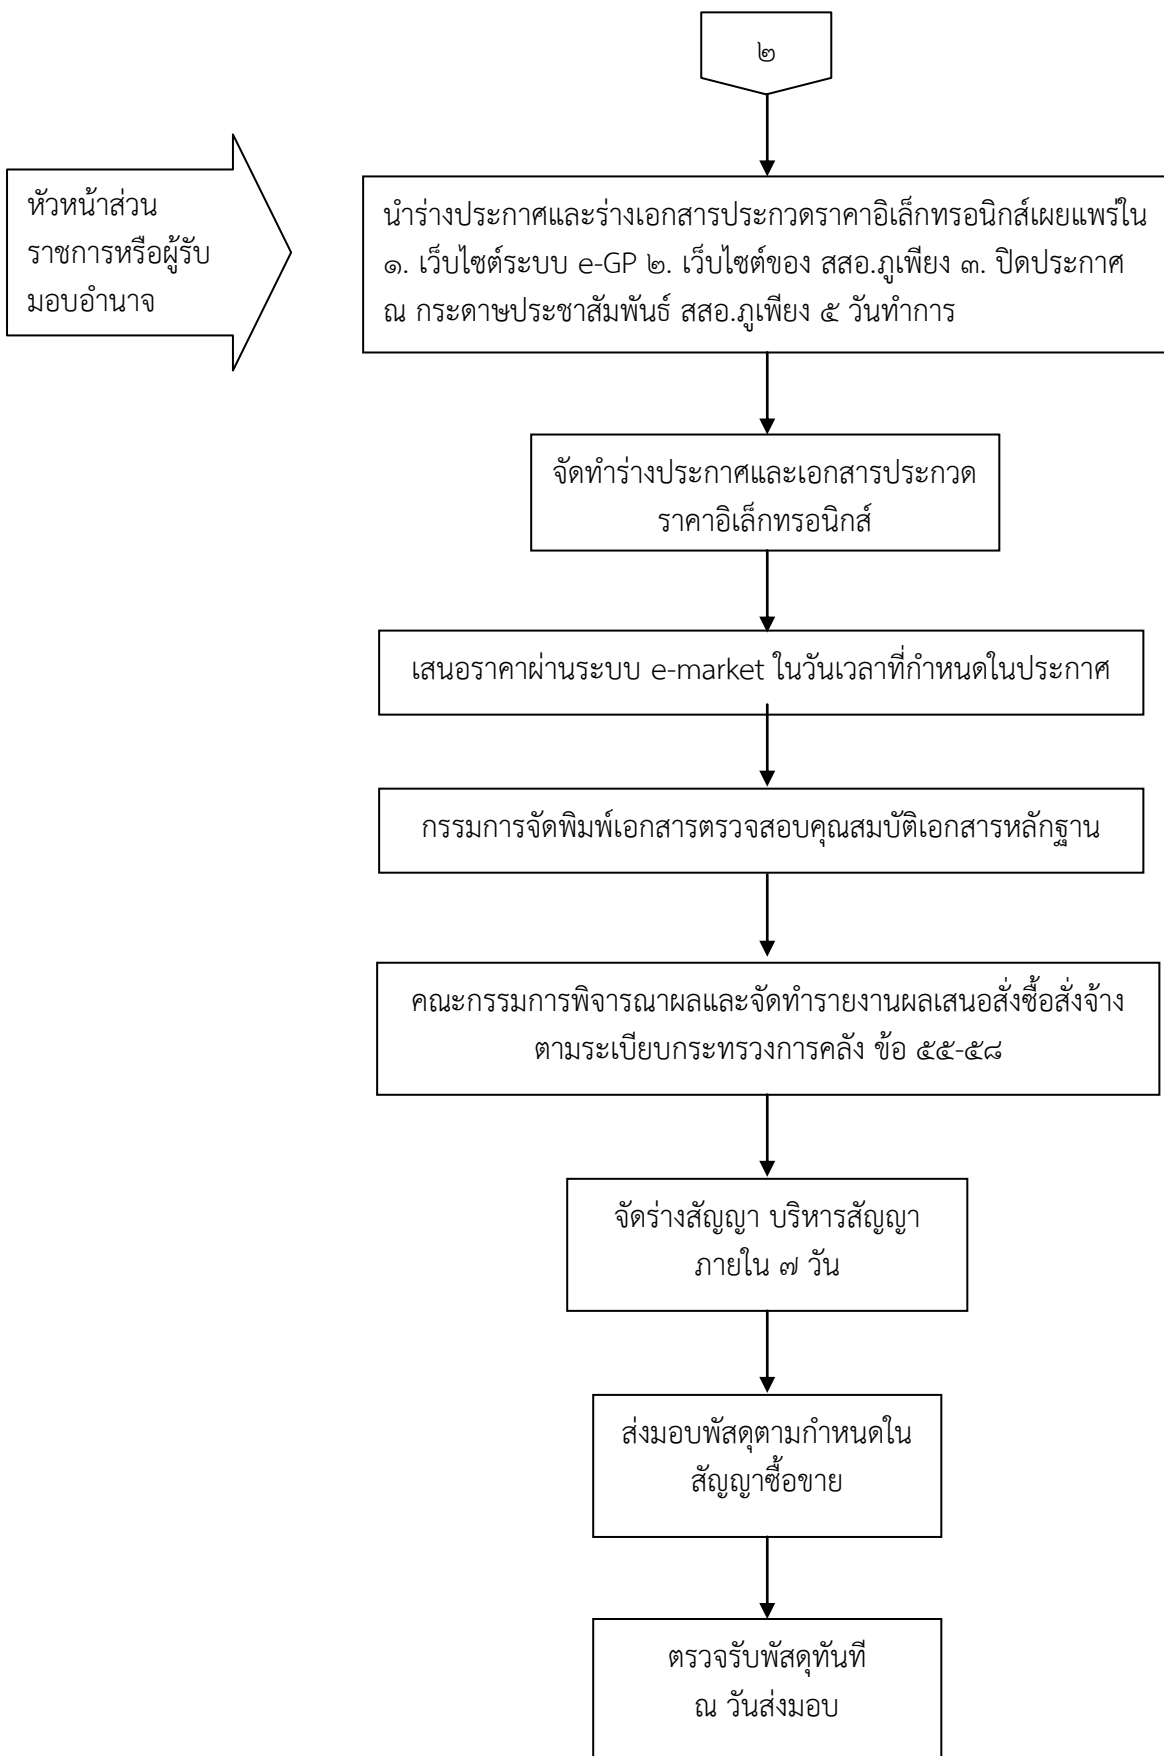 ๒
หัวหน้าส่วน
ราชการหรือผู้รับ
มอบอำนาจ
นำร่างประกาศและร่างเอกสารประกวดราคาอิเล็กทรอนิกส์เผยแพร่ใน
๑. เว็บไซต์ระบบ e-GP ๒. เว็บไซต์ของ สสอ.ภูเพียง ๓. ปิดประกาศ
ณ กระดาษประชาสัมพันธ์ สสอ.ภูเพียง ๕ วันทำการ
จัดทำร่างประกาศและเอกสารประกวด
ราคาอิเล็กทรอนิกส์
เสนอราคาผ่านระบบ e-market ในวันเวลาที่กำหนดในประกาศ
กรรมการจัดพิมพ์เอกสารตรวจสอบคุณสมบัติเอกสารหลักฐาน
คณะกรรมการพิจารณาผลและจัดทำรายงานผลเสนอสั่งซื้อสั่งจ้าง
ตามระเบียบกระทรวงการคลัง ข้อ ๕๕-๕๘
จัดร่างสัญญา บริหารสัญญา
ภายใน ๗ วัน
ส่งมอบพัสดุตามกำหนดใน
สัญญาซื้อขาย
ตรวจรับพัสดุทันที
ณ วันส่งมอบ